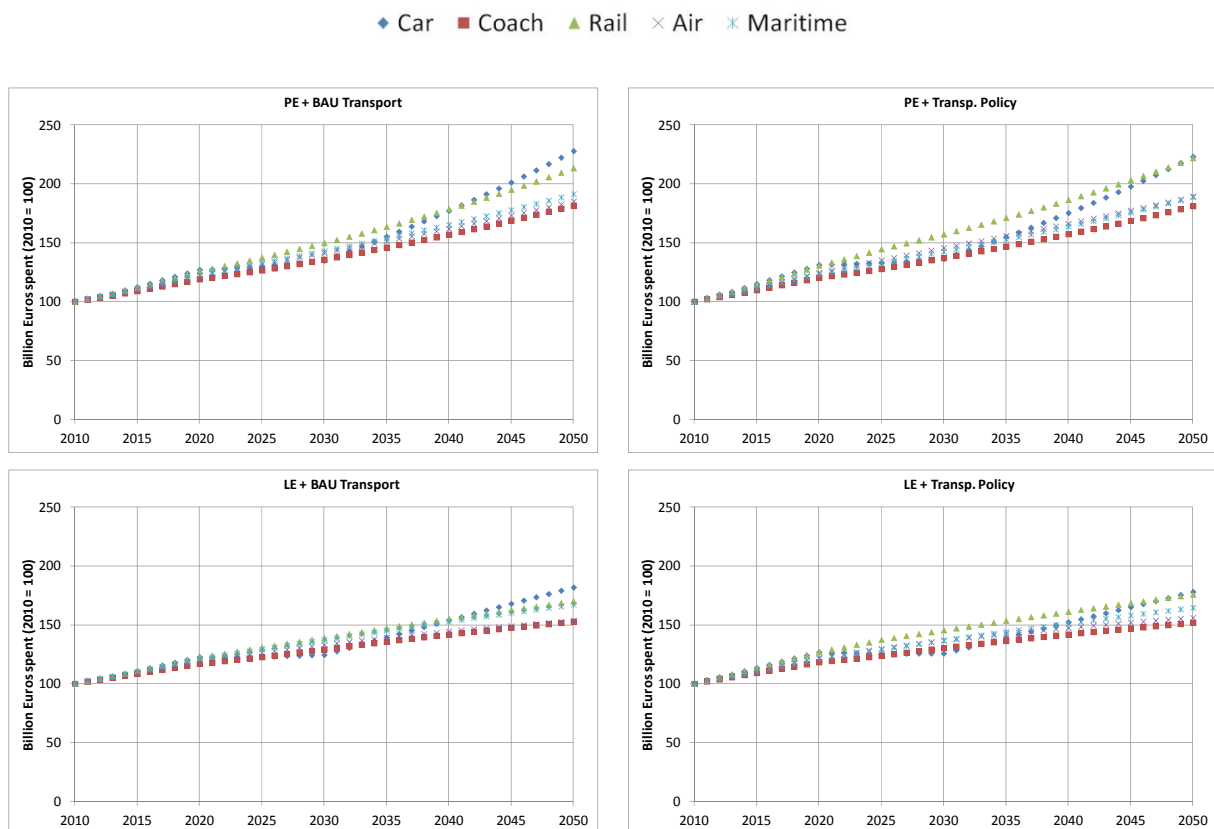 Car Coach Rail Air Maritime
PE + BAU Transport
Billion Euros spent (2010 = 100)
250
200
150
100
50
0
2010 2015 2020 2025 2030 2035 2040 2045 2050
PE + Transp. Policy
Billion Euros spent (2010 = 100)
250
200
150
100
50
0
2010 2015 2020 2025 2030 2035 2040 2045 2050
LE + BAU Transport
Billion Euros spent (2010 = 100)
250
200
150
100
50
0
2010 2015 2020 2025 2030 2035 2040 2045 2050
LE + Transp. Policy
Billion Euros spent (2010 = 100)
250
200
150
100
50
0
2010 2015 2020 2025 2030 2035 2040 2045 2050